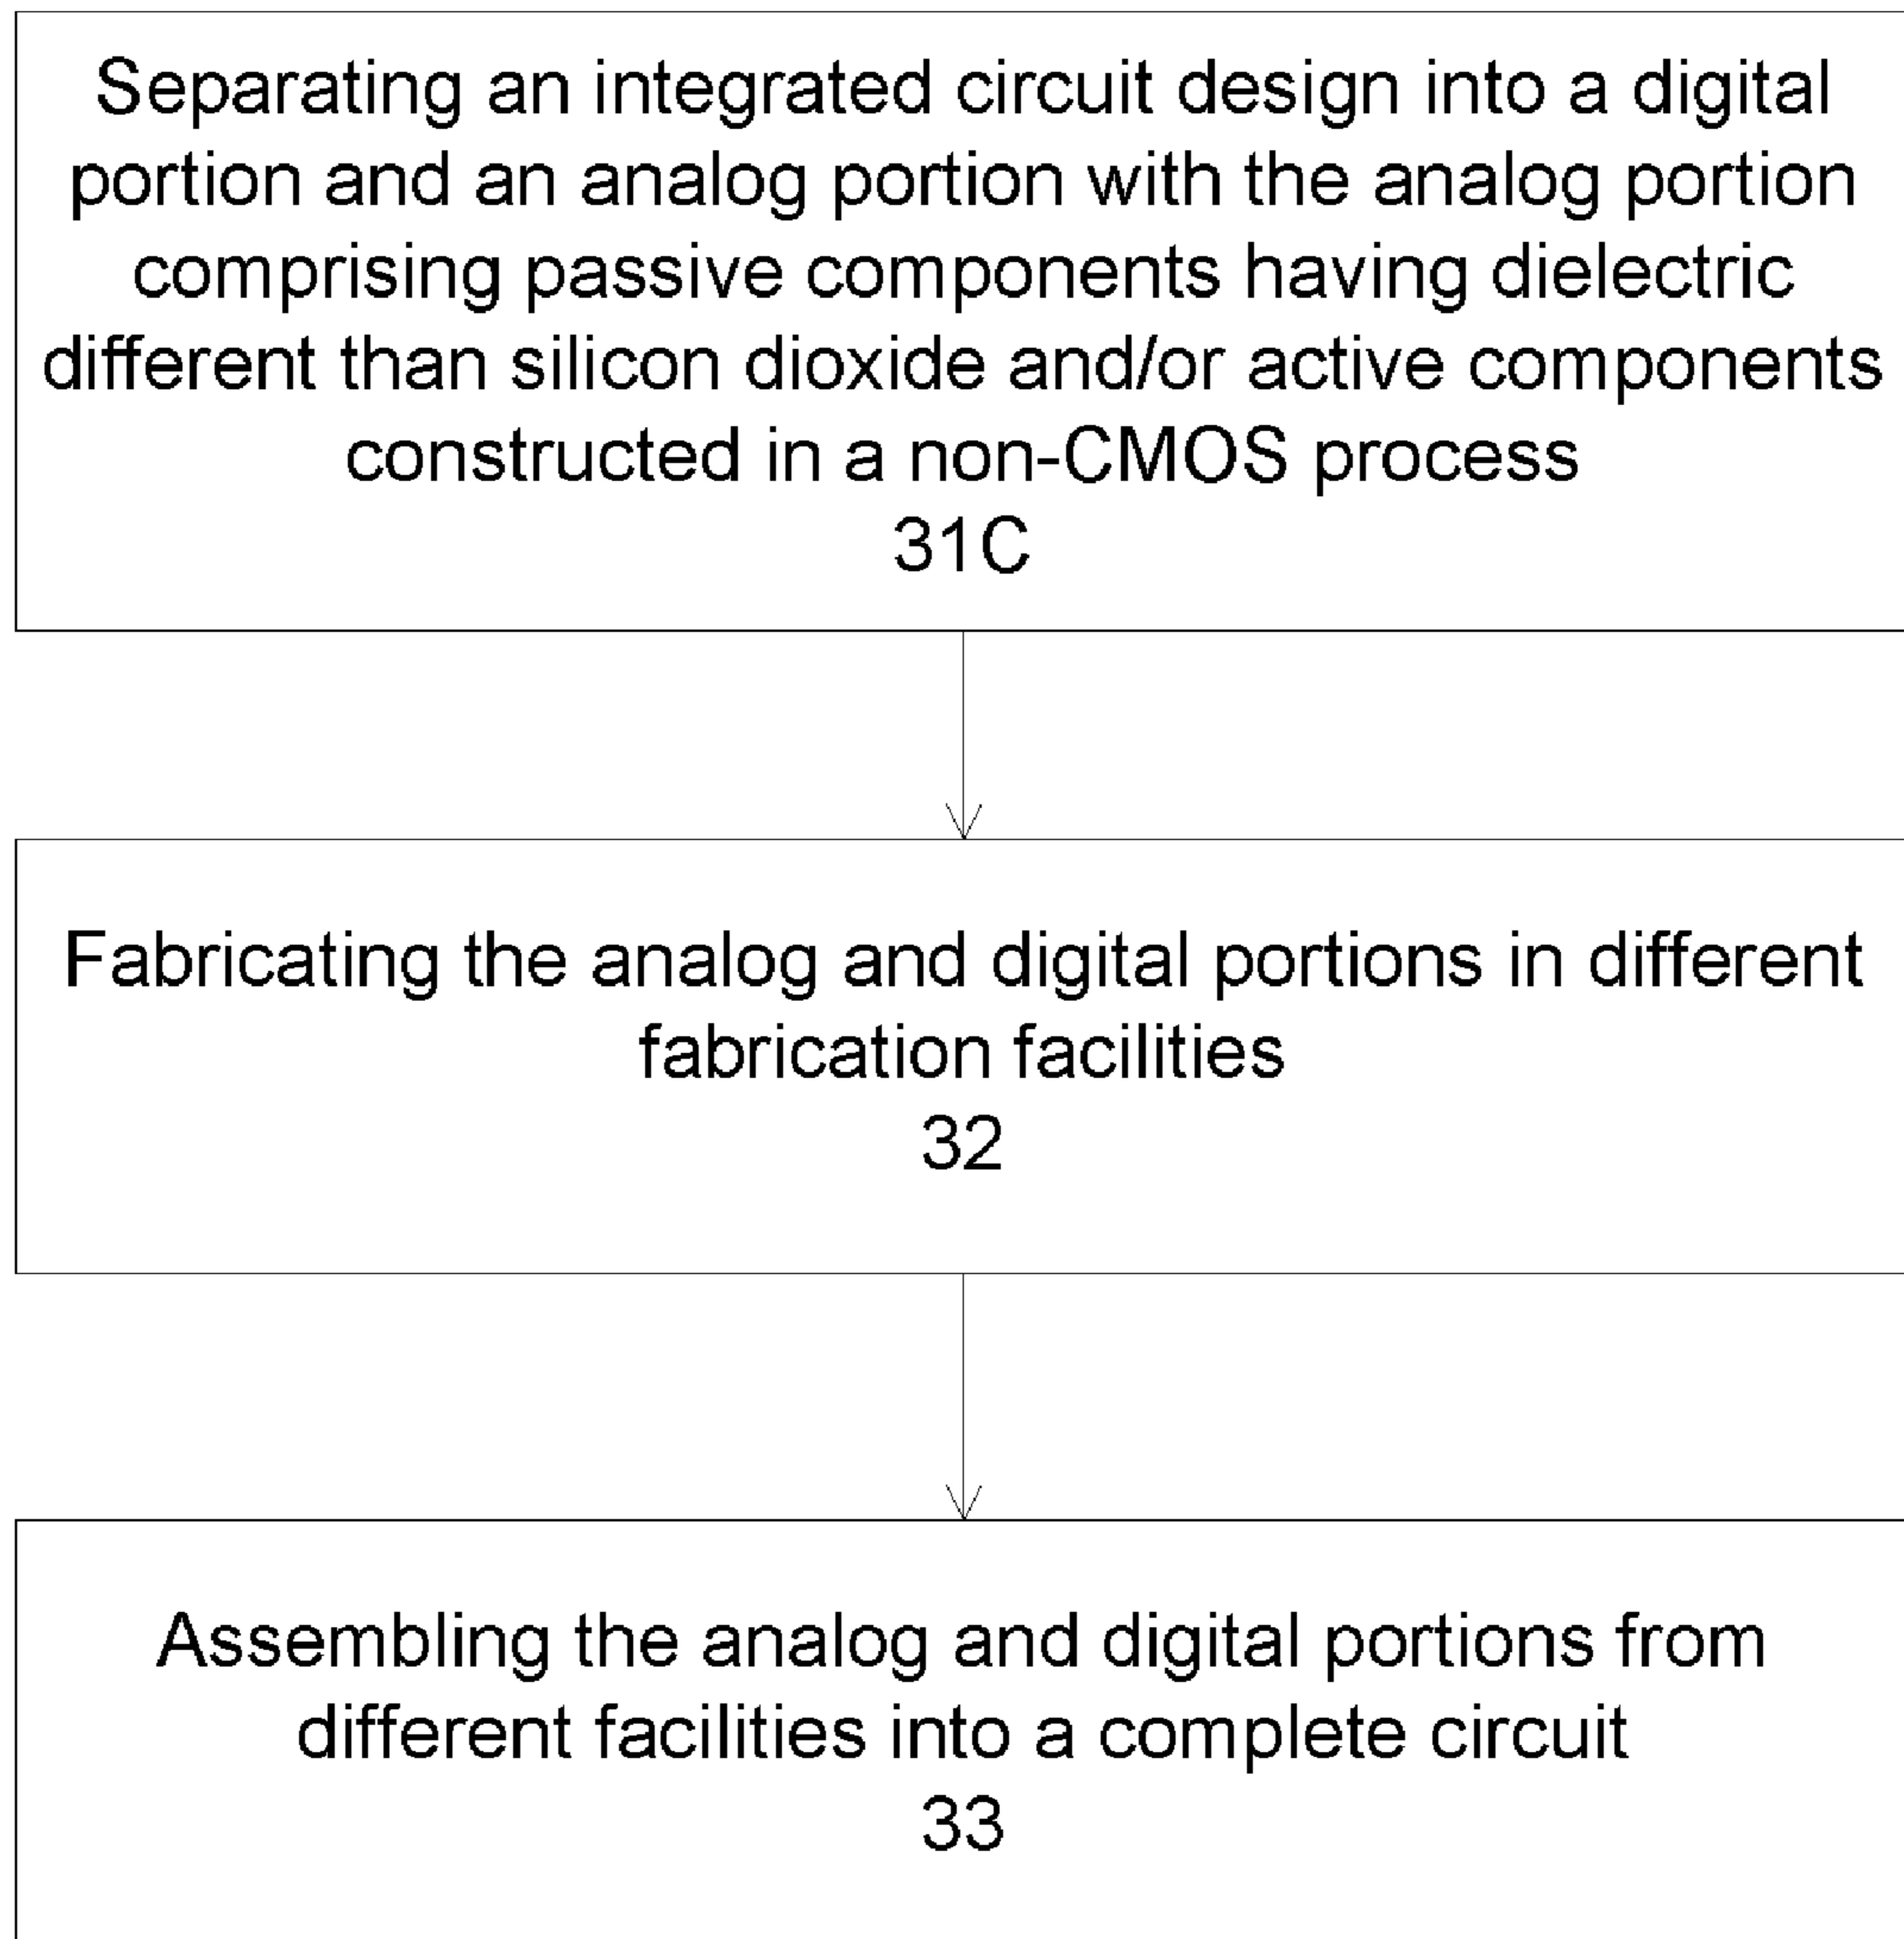 Separating an integrated circuit design into a digital
portion and an analog portion with the analog portion
comprising passive components having dielectric
different than silicon dioxide and/or active components
constructed in a non-CMOS process
31C
Fabricating the analog and digital portions in different
fabrication facilities
32
Assembling the analog and digital portions from
different facilities into a complete circuit
33